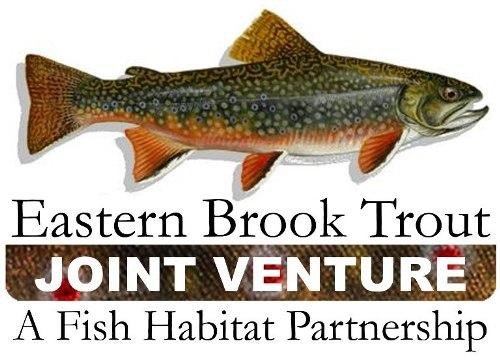 Eastern Brook Trout
JOINT VENTURE
A Fish Habitat Partnership